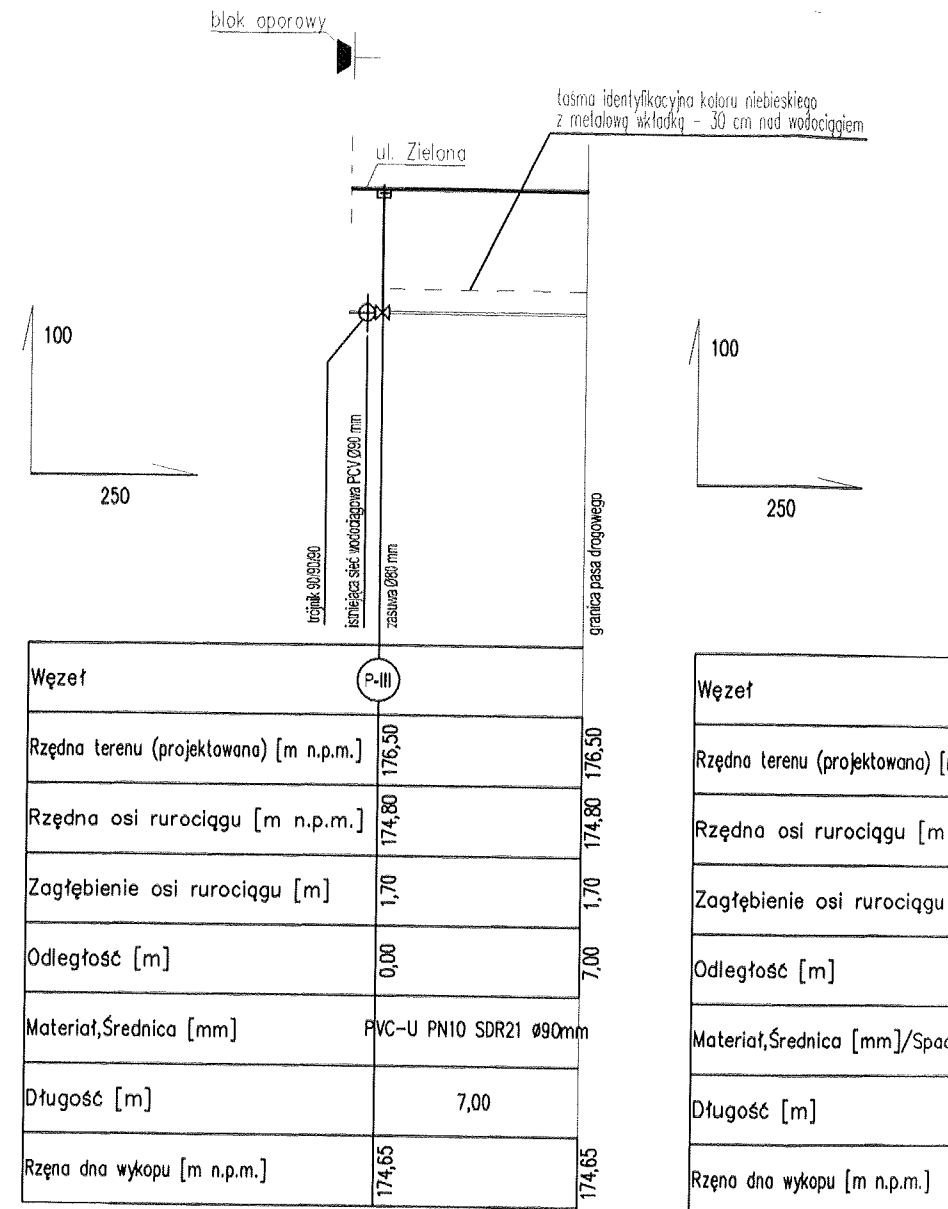 blok oporowy
taśma identyfikacyjna koloru niebieskiego
z metalową wkładką - 30 cm nad wodociągiem
ul. Zielona
100
250
100
250
trójnik 90/90/90
istniejąca sieć wodociągowa PCV Ø90 mm
zasuwa Ø80 mm
granica pasa drogowego
Węzeł
P-III
Rzędna terenu (projektowana) [m n.p.m.]
176,50
176,50
Rzędna osi rurociągu [m n.p.m.]
174,80
174,80
Zagłębienie osi rurociągu [m]
1,70
1,70
Odległość [m]
0,00
7,00
Materiał,Średnica [mm]
PVC-U PN10 SDR21 Ø90mm
Długość [m]
7,00
Rzęna dna wykopu [m n.p.m.]
174,65
174,65
Węzeł
Rzędna terenu (projektowana) [
Rzędna osi rurociągu [m
Zagłębienie osi rurociągu
Odległość [m]
Materiał,Średnica [mm]/Spad
Długość [m]
Rzęna dna wykopu [m n.p.m.]